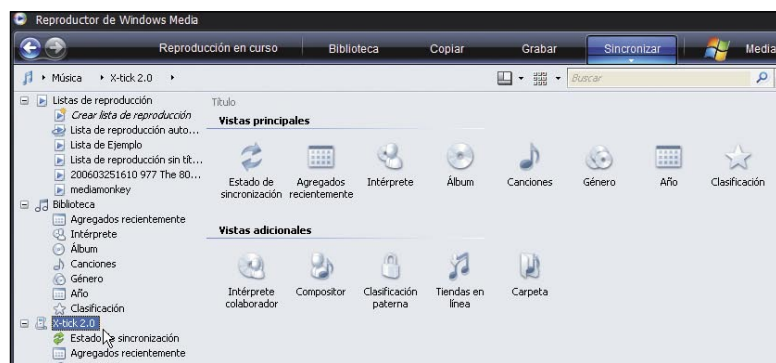 Reproductor de Windows Media
Reproducción en curso Biblioteca Copiar Grabar Sincronizar Media
Música X-tick 2.0 Buscar
Listas de reproducción
Crear lista de reproducción
Lista de reproducción auto...
Lista de Ejemplo
Lista de reproducción sin tít...
200603251610 977 The 80...
mediamonkey
Biblioteca
Agregados recientemente
Intérprete
Álbum
Canciones
Género
Año
Clasificación
X-tick 2.0
Estado de sincronización
Agregados recientemente
Título
Vistas principales
Estado de sincronización
Agregados recientemente
Intérprete
Álbum
Canciones
Género
Año
Clasificación
Vistas adicionales
Intérprete colaborador
Compositor
Clasificación paterna
Tiendas en línea
Carpeta